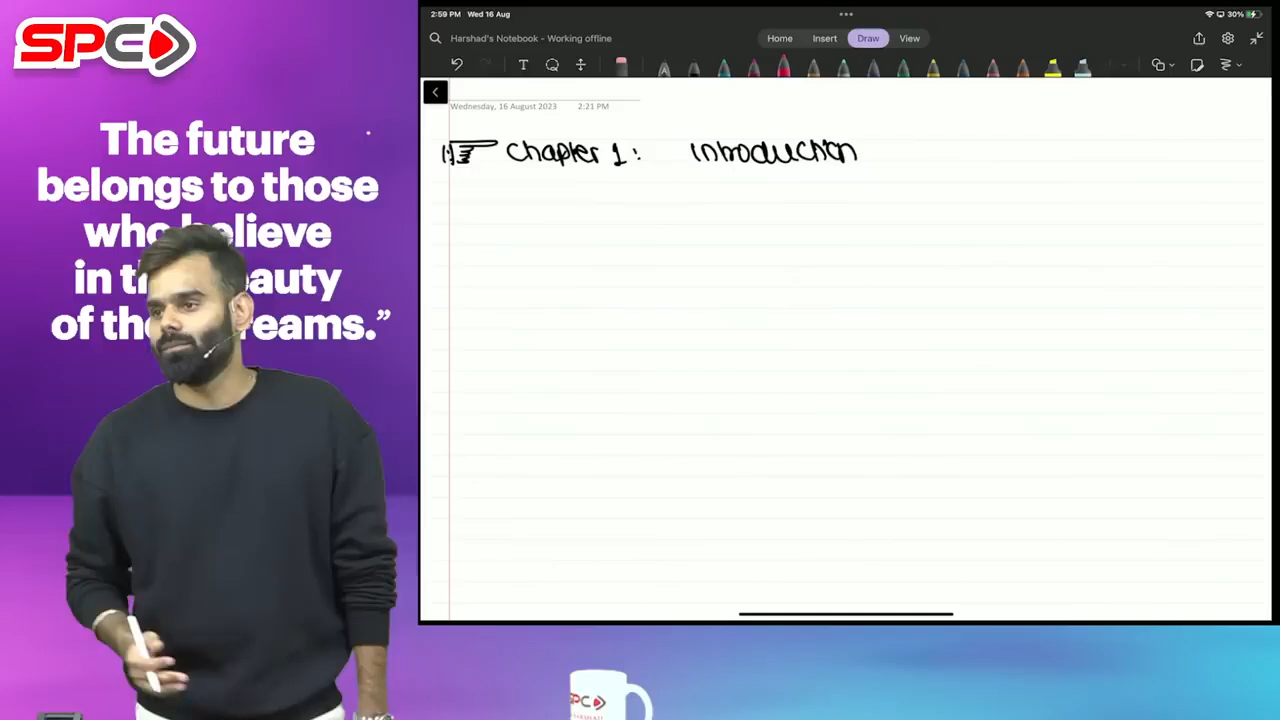 SPC
The future
belongs to those
who believe
in the beauty
of their dreams.”
2:59 PM Wed 16 Aug
30%
Harshad's Notebook - Working offline
Home Insert Draw View
T
A
Wednesday, 16 August 2023 2:21 PM
Chapter 1: Introduction
SPC